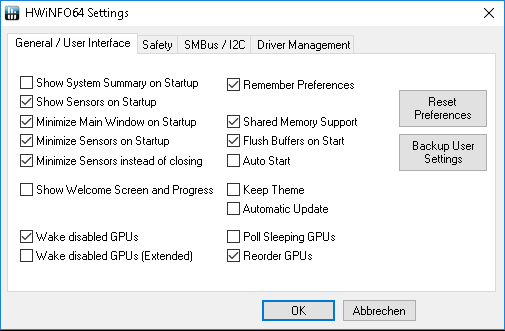 HWiNFO64 Settings
General / User Interface
Safety
SMBus / I2C
Driver Management
Show System Summary on Startup
Remember Preferences
Show Sensors on Startup
Minimize Main Window on Startup
Shared Memory Support
Minimize Sensors on Startup
Flush Buffers on Start
Minimize Sensors instead of closing
Auto Start
Show Welcome Screen and Progress
Keep Theme
Automatic Update
Wake disabled GPUs
Poll Sleeping GPUs
Wake disabled GPUs (Extended)
Reorder GPUs
Reset
Preferences
Backup User
Settings
OK
Abbrechen